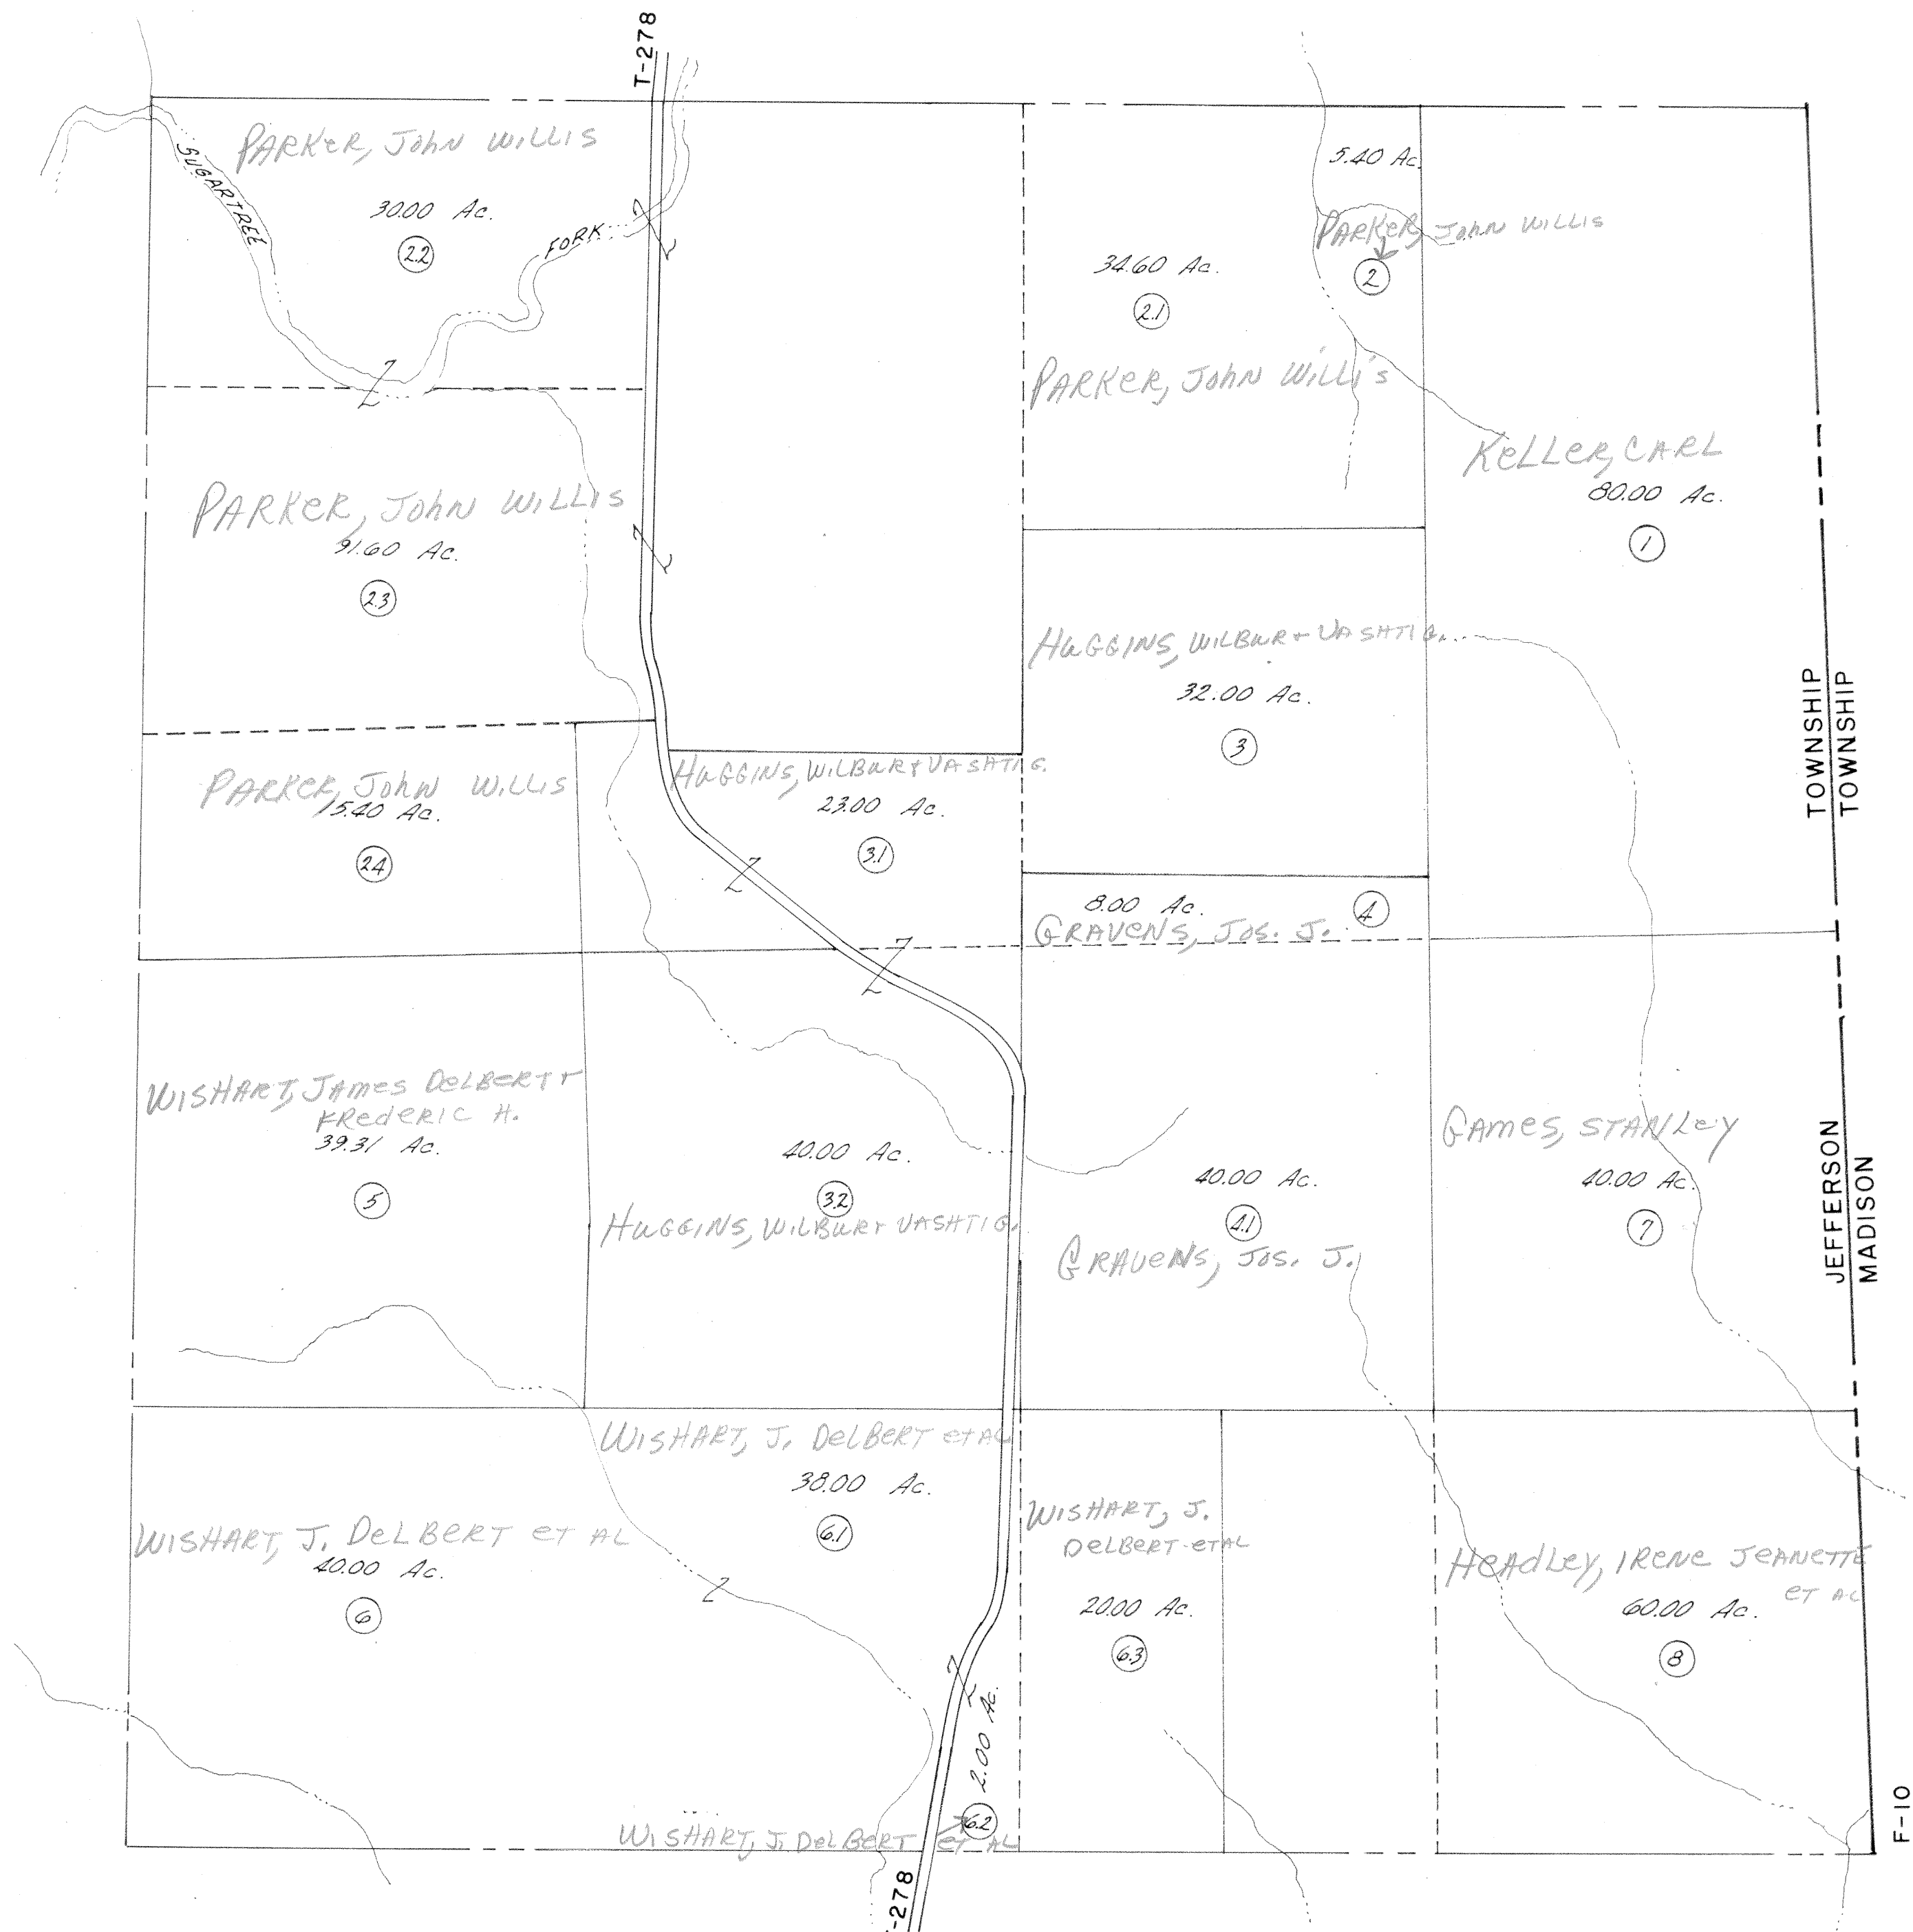 T-278
PARKER, JOHN WILLIS
30.00 Ac.
2.2
SUGARTREE
FORK
5.40 Ac.
PARKER, JOHN WILLIS
2
34.60 Ac.
2.1
PARKER, JOHN WILLIS
KELLER, CARL
80.00 Ac.
1
PARKER, JOHN WILLIS
91.60 Ac.
2.3
HUGGINS, WILBUR + VASHTI G.
32.00 Ac.
3
TOWNSHIP
TOWNSHIP
PARKER, JOHN WILLIS
15.40 Ac.
2.4
HUGGINS, WILBUR + VASHTI G.
23.00 Ac.
3.1
8.00 Ac.
4
GRAVENS, JOS. J.
WISHART, JAMES DELBERT +
FREDERIC H.
39.31 Ac.
5
40.00 Ac.
3.2
HUGGINS, WILBUR + VASHTI G.
40.00 Ac.
4.1
GRAVENS, JOS. J.
GAMES, STANLEY
40.00 Ac.
7
JEFFERSON
MADISON
WISHART, J. DELBERT ET AL
38.00 Ac.
6.1
WISHART, J. DELBERT ET AL
40.00 Ac.
6
WISHART, J.
DELBERT ET AL
20.00 Ac.
6.3
HEADLEY, IRENE JEANETTE
ET AL
60.00 Ac.
8
2.00 Ac.
6.2
WISHART, J. DELBERT ET AL
-278
F-10